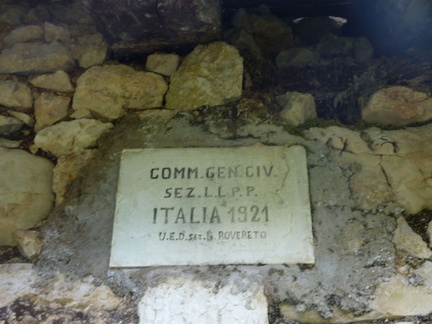 COMM.GEN.CIV.
SEZ.L.L.P.P.
ITALIA 1921
U.E.D. sez.G. ROVERETO